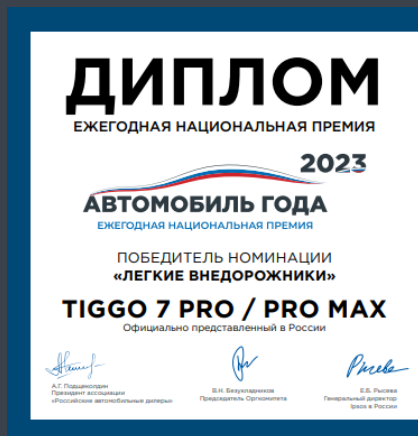 ДИПЛОМ
ЕЖЕГОДНАЯ НАЦИОНАЛЬНАЯ ПРЕМИЯ
2023
АВТОМОБИЛЬ ГОДА
ЕЖЕГОДНАЯ НАЦИОНАЛЬНАЯ ПРЕМИЯ
ПОБЕДИТЕЛЬ НОМИНАЦИИ
«ЛЕГКИЕ ВНЕДОРОЖНИКИ»
TIGGO 7 PRO / PRO MAX
Официально представленный в России
А.Г. Подщеколдин
Президент ассоциации
«Российские автомобильные дилеры»
В.Н. Безукладников
Председатель Оргкомитета
Е.Б. Рысева
Генеральный директор
Ipsos в России